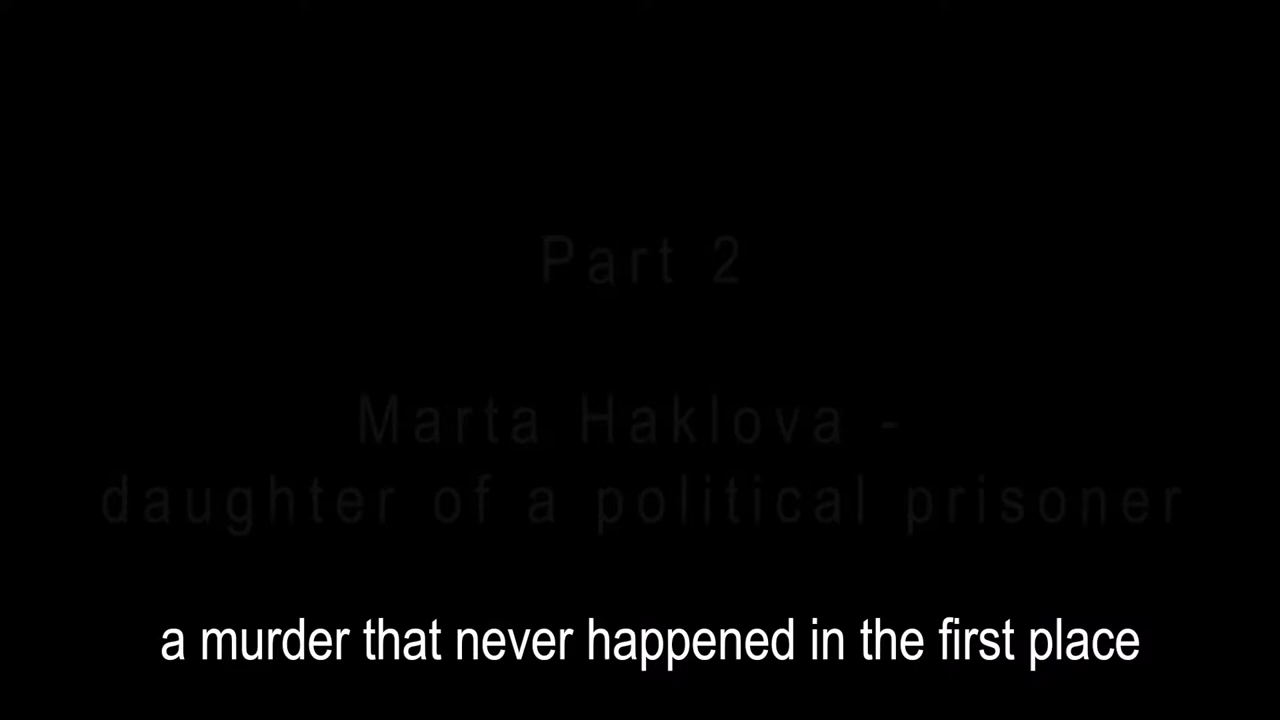 Part 2
Marta Haklova -
daughter of a political prisoner
a murder that never happened in the first place